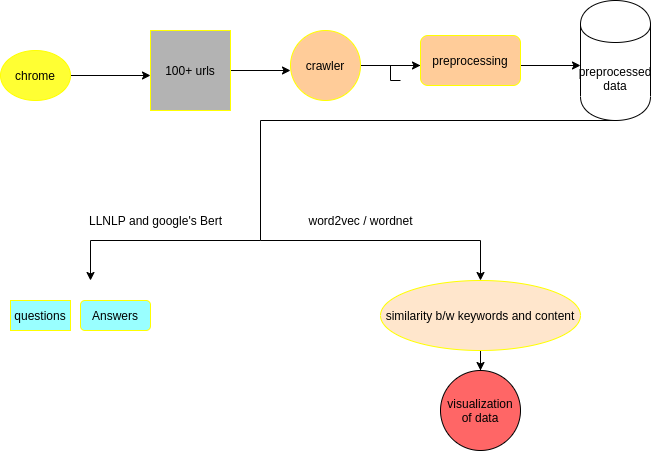 chrome
100+ urls
crawler
preprocessing
preprocessed
data
LLNLP and google's Bert
word2vec / wordnet
questions
Answers
similarity b/w keywords and content
visualization
of data